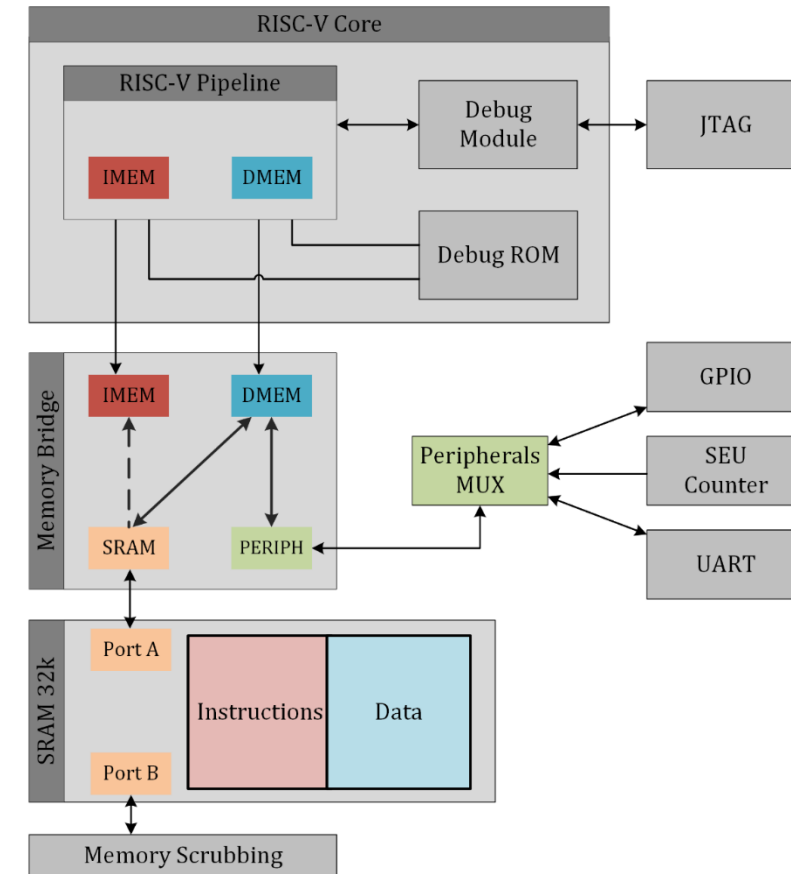 RISC-V Core
RISC-V Pipeline
IMEM
DMEM
Debug
Module
JTAG
Debug ROM
Memory Bridge
IMEM
DMEM
SRAM
PERIPH
Peripherals
MUX
GPIO
SEU
Counter
UART
SRAM 32k
Port A
Instructions
Data
Port B
Memory Scrubbing